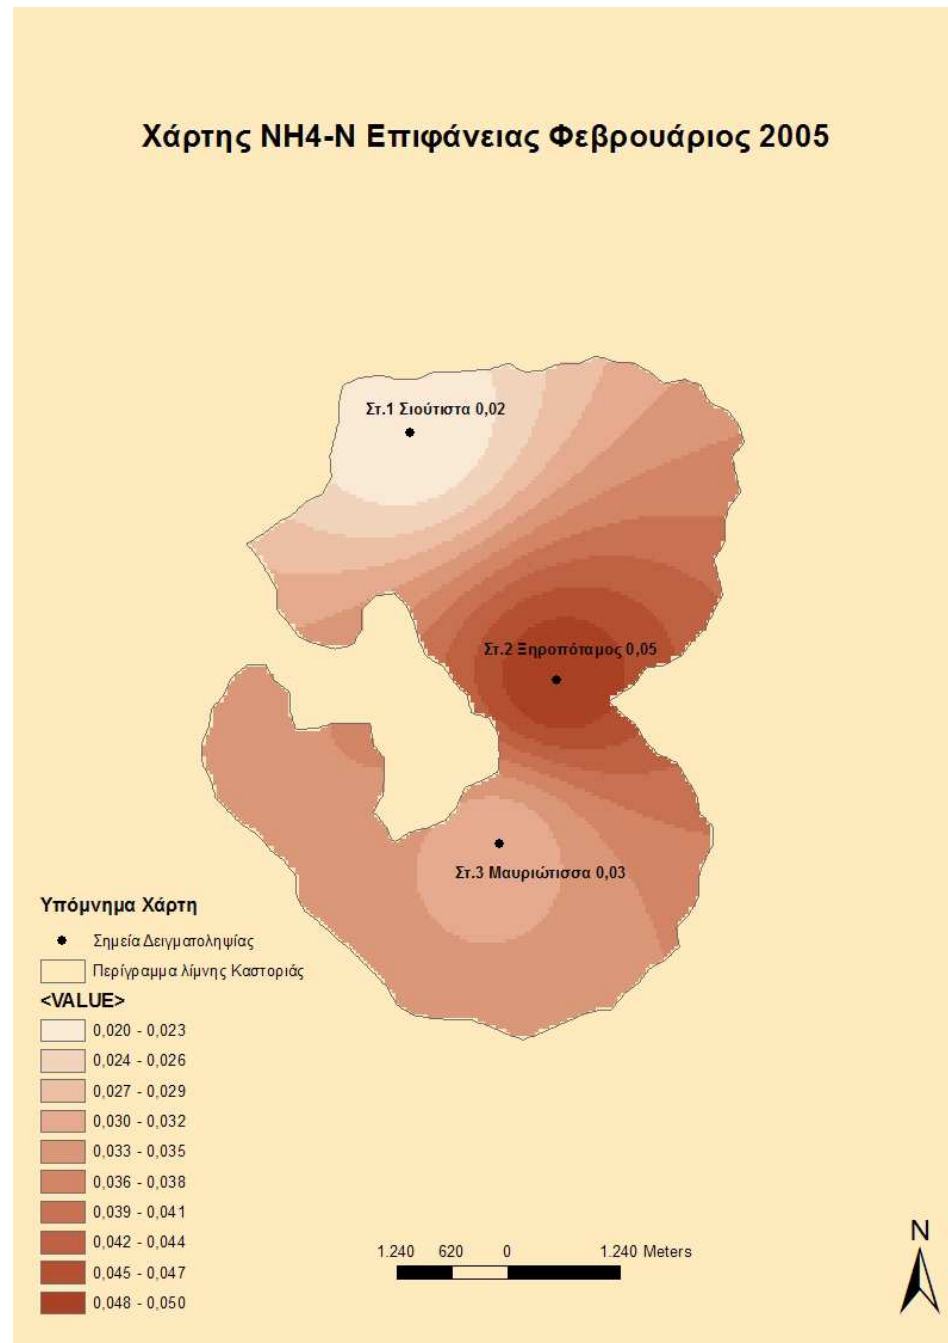 Χάρτης NH4-N Επιφάνειας Φεβρουάριος 2005
Στ.1 Σιούτιστα 0,02
Στ.2 Ξηροπόταμος 0,05
Στ.3 Μαυριώτισσα 0,03
Υπόμνημα Χάρτη
Σημεία Δειγματοληψίας
Περίγραμμα λίμνης Καστοριάς
<VALUE>
0,020 - 0,023
0,024 - 0,026
0,027 - 0,029
0,030 - 0,032
0,033 - 0,035
0,036 - 0,038
0,039 - 0,041
0,042 - 0,044
0,045 - 0,047
0,048 - 0,050
1.240 620 0 1.240 Meters
N